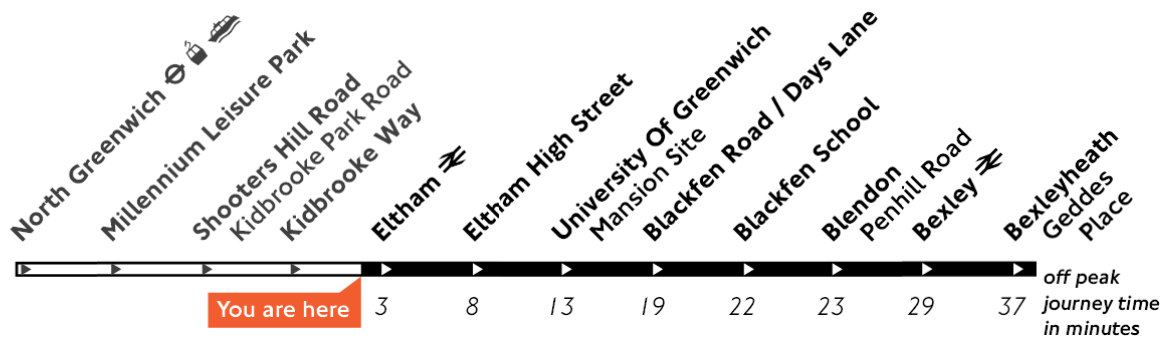 North Greenwich
Millennium Leisure Park
Shooters Hill Road
Kidbrooke Park Road
Kidbrooke Way
Eltham
Eltham High Street
University Of Greenwich
Mansion Site
Blackfen Road / Days Lane
Blackfen School
Blendon
Penhill Road
Bexley
Bexleyheath
Geddes
Place
You are here
3
8
13
19
22
23
29
37
off peak
journey time
in minutes